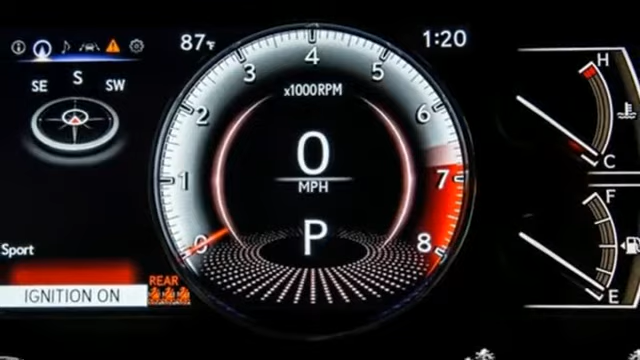 87°F
1:20
SE S SW
x1000RPM
0 1 2 3 4 5 6 7 8
0
MPH
P
H
C
F
E
Sport
IGNITION ON
REAR